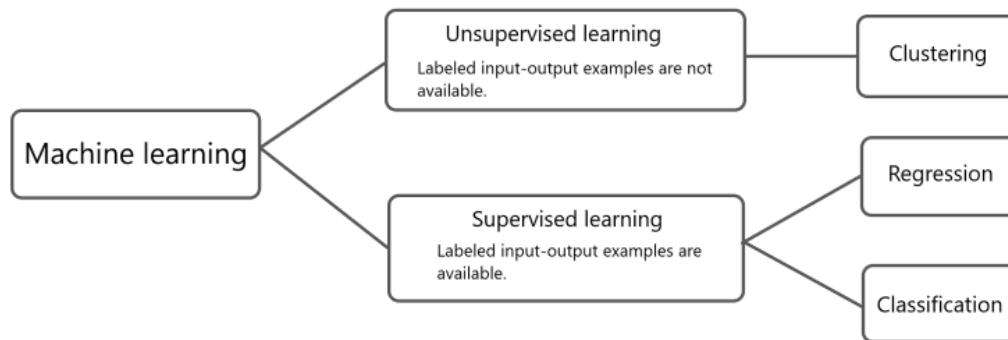 Machine learning
Unsupervised learning
Labeled input-output examples are not
available.
Clustering
Supervised learning
Labeled input-output examples are
available.
Regression
Classification